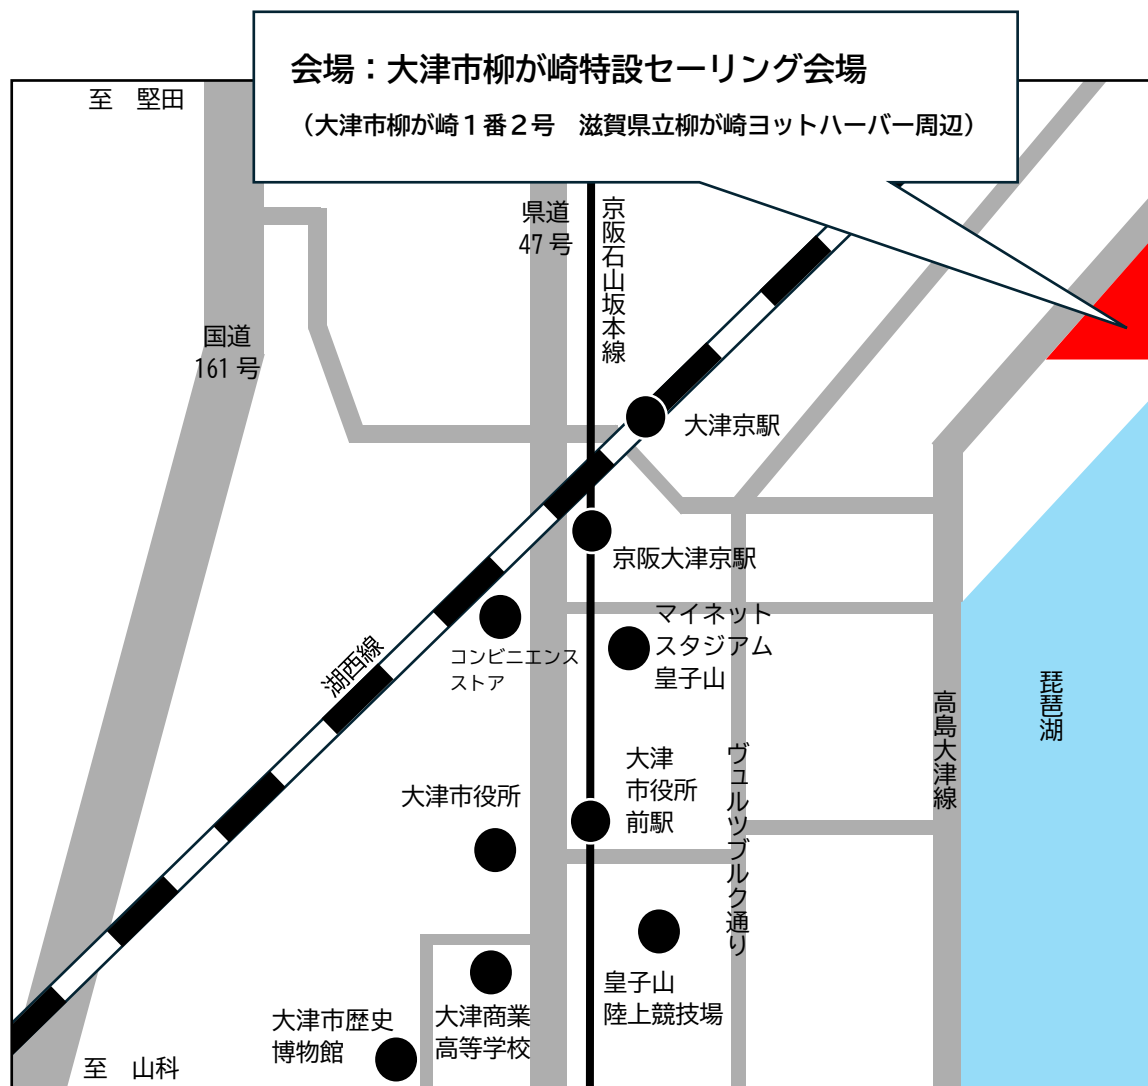 会場：大津市柳が崎特設セーリング会場
（大津市柳が崎１番２号　滋賀県立柳が崎ヨットハーバー周辺）
至　堅田
県道
47号
京阪石山坂本線
国道
161号
大津京駅
京阪大津京駅
マイネット
スタジアム
皇子山
コンビニエンス
ストア
湖西線
琵琶湖
高島大津線
ヴュルツブルク通り
大津
市役所
前駅
大津市役所
皇子山
陸上競技場
大津商業
高等学校
大津市歴史
博物館
至　山科